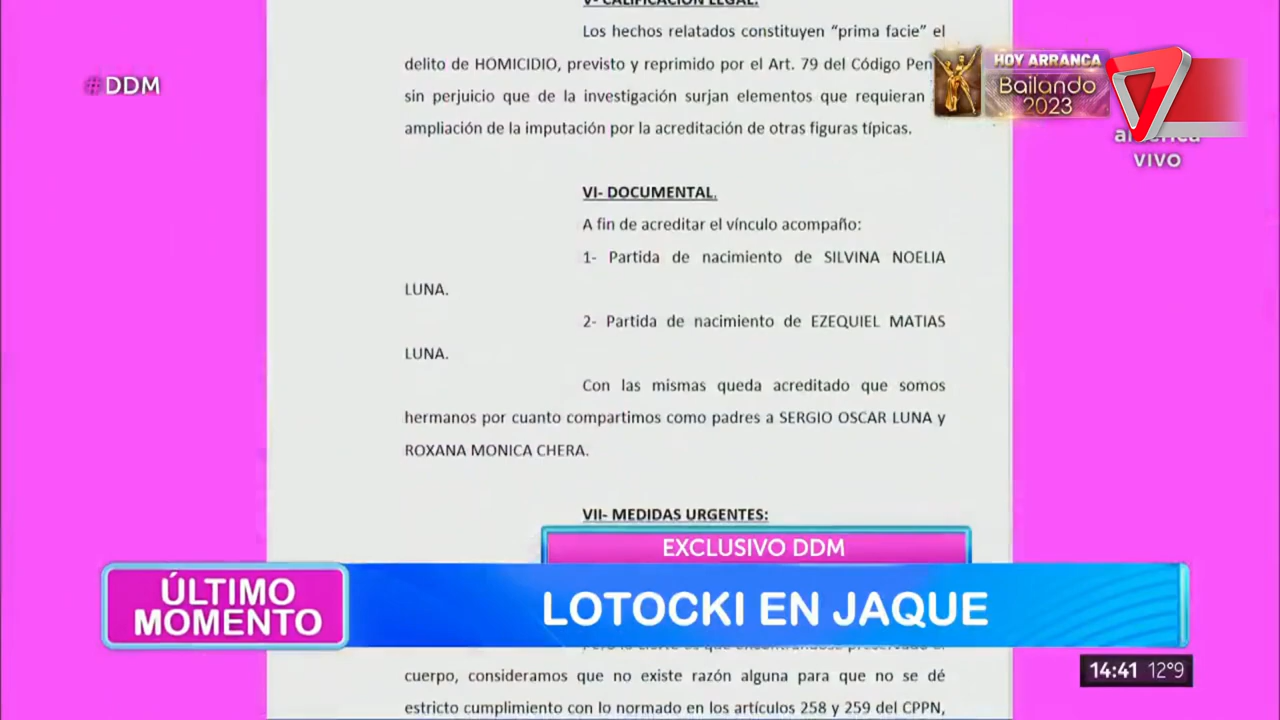 V- CALIFICACIÓN LEGAL.
Los hechos relatados constituyen “prima facie” el
delito de HOMICIDIO, previsto y reprimido por el Art. 79 del Código
sin perjuicio que de la investigación surjan elementos que requieran
ampliación de la imputación por la acreditación de otras figuras típicas.
#DDM
HOY ARRANCA
Bailando
2023
américa
VIVO
VI- DOCUMENTAL.
A fin de acreditar el vínculo acompaño:
1- Partida de nacimiento de SILVINA NOELIA
LUNA.
2- Partida de nacimiento de EZEQUIEL MATIAS
LUNA.
Con las mismas queda acreditado que somos
hermanos por cuanto compartimos como padres a SERGIO OSCAR LUNA y
ROXANA MONICA CHERA.
VII- MEDIDAS URGENTES:
EXCLUSIVO DDM
ÚLTIMO
MOMENTO
LOTOCKI EN JAQUE
14:41 12°9
cuerpo, consideramos que no existe razón alguna para que no se dé
estricto cumplimiento con lo normado en los artículos 258 y 259 del CPPN,